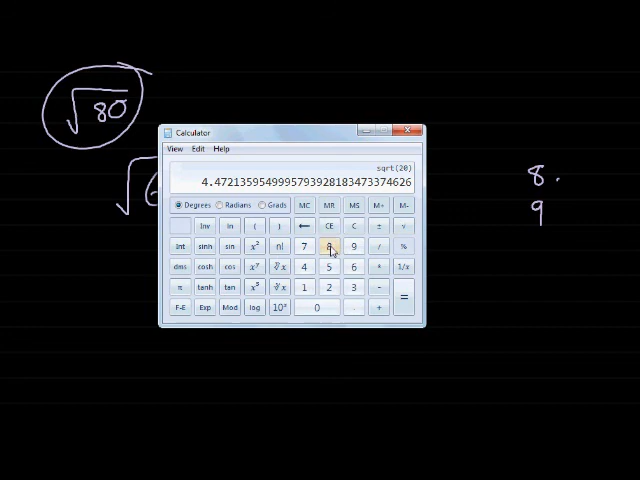 √80
Calculator
View Edit Help
sqrt(20)
4.4721359549995793928183473374626
Degrees Radians Grads MC MR MS M+ M-
Inv ln ( ) ← CE C ± √
Int sinh sin x² n! 7 8 9 / %
dms cosh cos xʸ ʸ√x 4 5 6 * 1/x
π tanh tan x³ ³√x 1 2 3 - =
F-E Exp Mod log 10ˣ 0 . +
√
8.
9